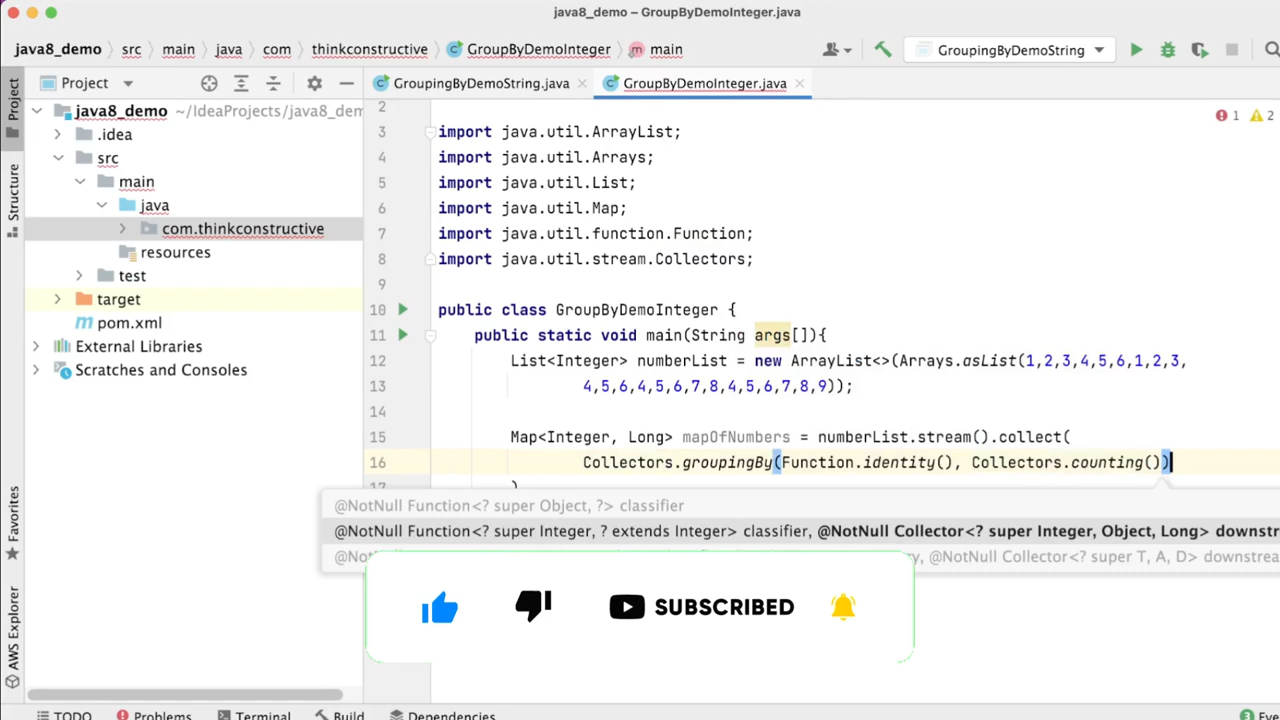 java8_demo – GroupByDemoInteger.java
java8_demo src main java com thinkconstructive GroupByDemoInteger main GroupingByDemoString
Project GroupingByDemoString.java GroupByDemoInteger.java
Project
java8_demo ~/IdeaProjects/java8_dem
.idea
src
main
java
com.thinkconstructive
resources
test
target
pom.xml
External Libraries
Scratches and Consoles
Structure
Favorites
AWS Explorer
1 2
2
3 import java.util.ArrayList;
4 import java.util.Arrays;
5 import java.util.List;
6 import java.util.Map;
7 import java.util.function.Function;
8 import java.util.stream.Collectors;
9
10 public class GroupByDemoInteger {
11 public static void main(String args[]){
12 List<Integer> numberList = new ArrayList<>(Arrays.asList(1,2,3,4,5,6,1,2,3,
13 4,5,6,4,5,6,7,8,4,5,6,7,8,9));
14
15 Map<Integer, Long> mapOfNumbers = numberList.stream().collect(
16 Collectors.groupingBy(Function.identity(), Collectors.counting())
17 )
@NotNull Function<? super Object, ?> classifier
@NotNull Function<? super Integer, ? extends Integer> classifier, @NotNull Collector<? super Integer, Object, Long> downstre
@NotNull ry, @NotNull Collector<? super T, A, D> downstrea
SUBSCRIBED
TODO Problems Terminal Build Dependencies 3 Eve